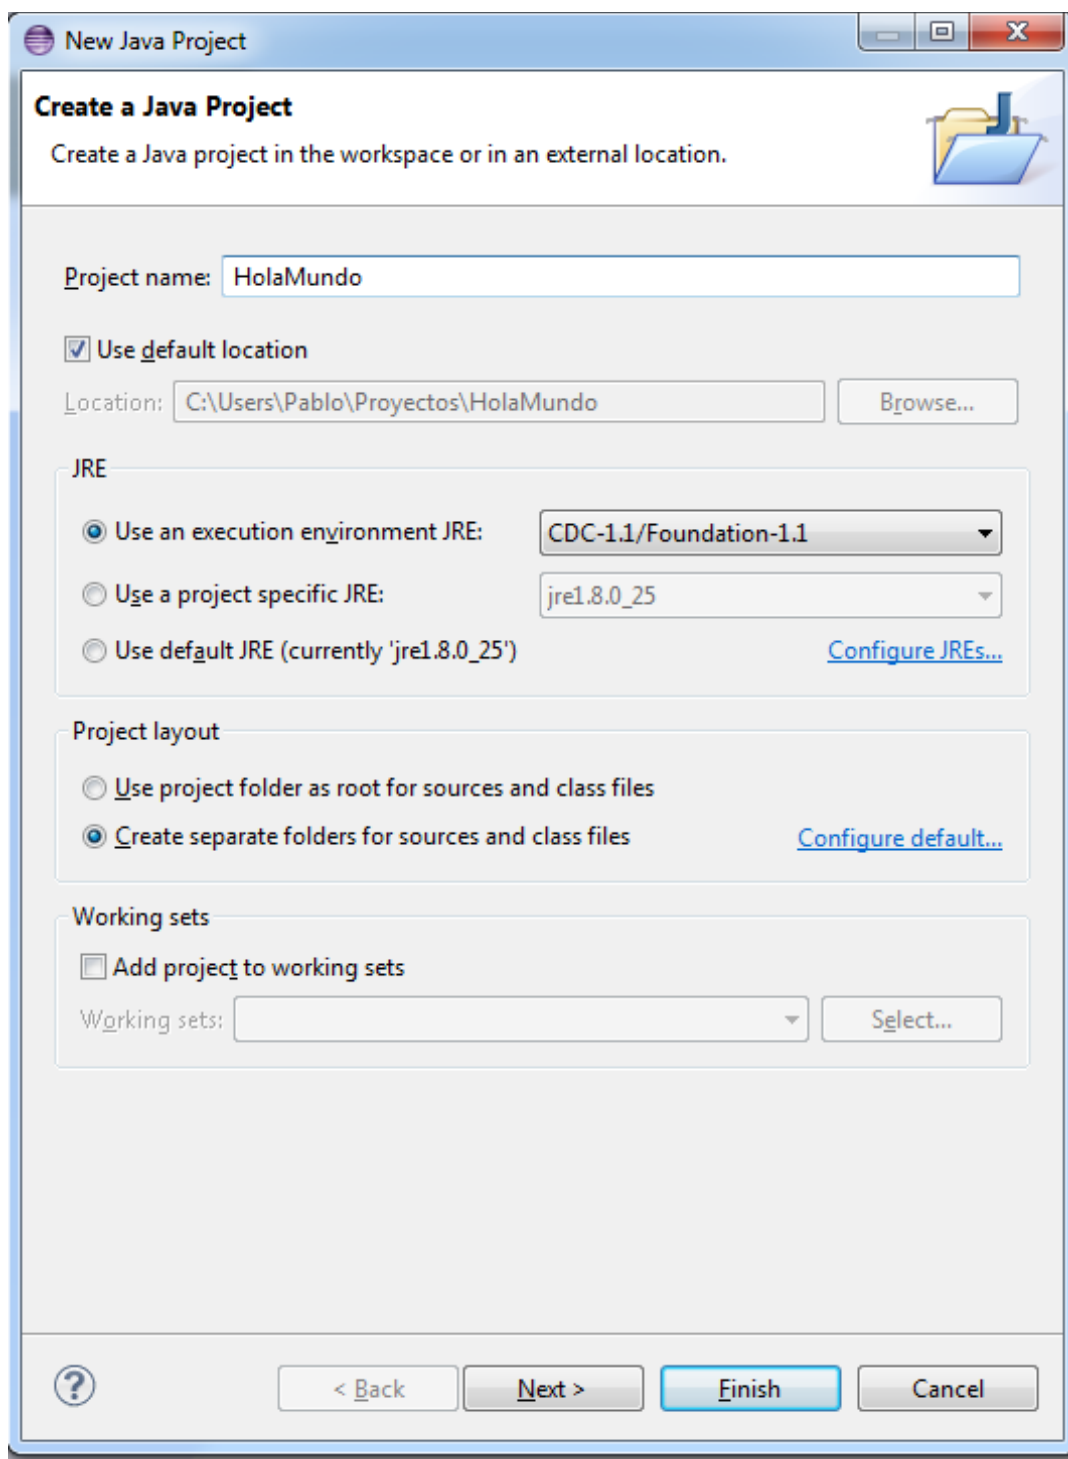 New Java Project
Create a Java Project
Create a Java project in the workspace or in an external location.
Project name: HolaMundo
Use default location
Location: C:\Users\Pablo\Proyectos\HolaMundo Browse...
JRE
Use an execution environment JRE: CDC-1.1/Foundation-1.1
Use a project specific JRE: jre1.8.0_25
Use default JRE (currently 'jre1.8.0_25') Configure JREs...
Project layout
Use project folder as root for sources and class files
Create separate folders for sources and class files Configure default...
Working sets
Add project to working sets
Working sets: Select...
? < Back Next > Finish Cancel